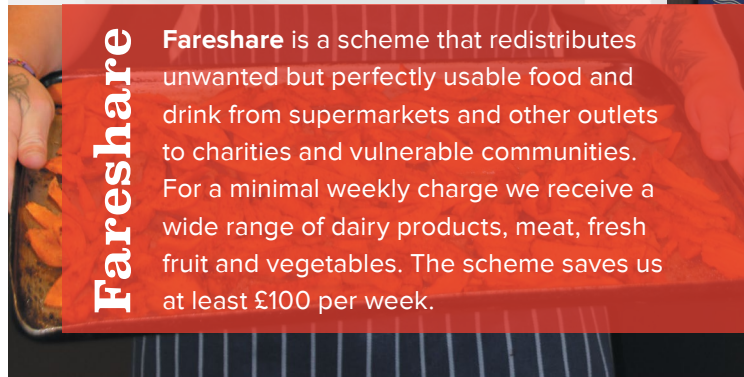 Fareshare
Fareshare is a scheme that redistributes
unwanted but perfectly usable food and
drink from supermarkets and other outlets
to charities and vulnerable communities.
For a minimal weekly charge we receive a
wide range of dairy products, meat, fresh
fruit and vegetables. The scheme saves us
at least £100 per week.